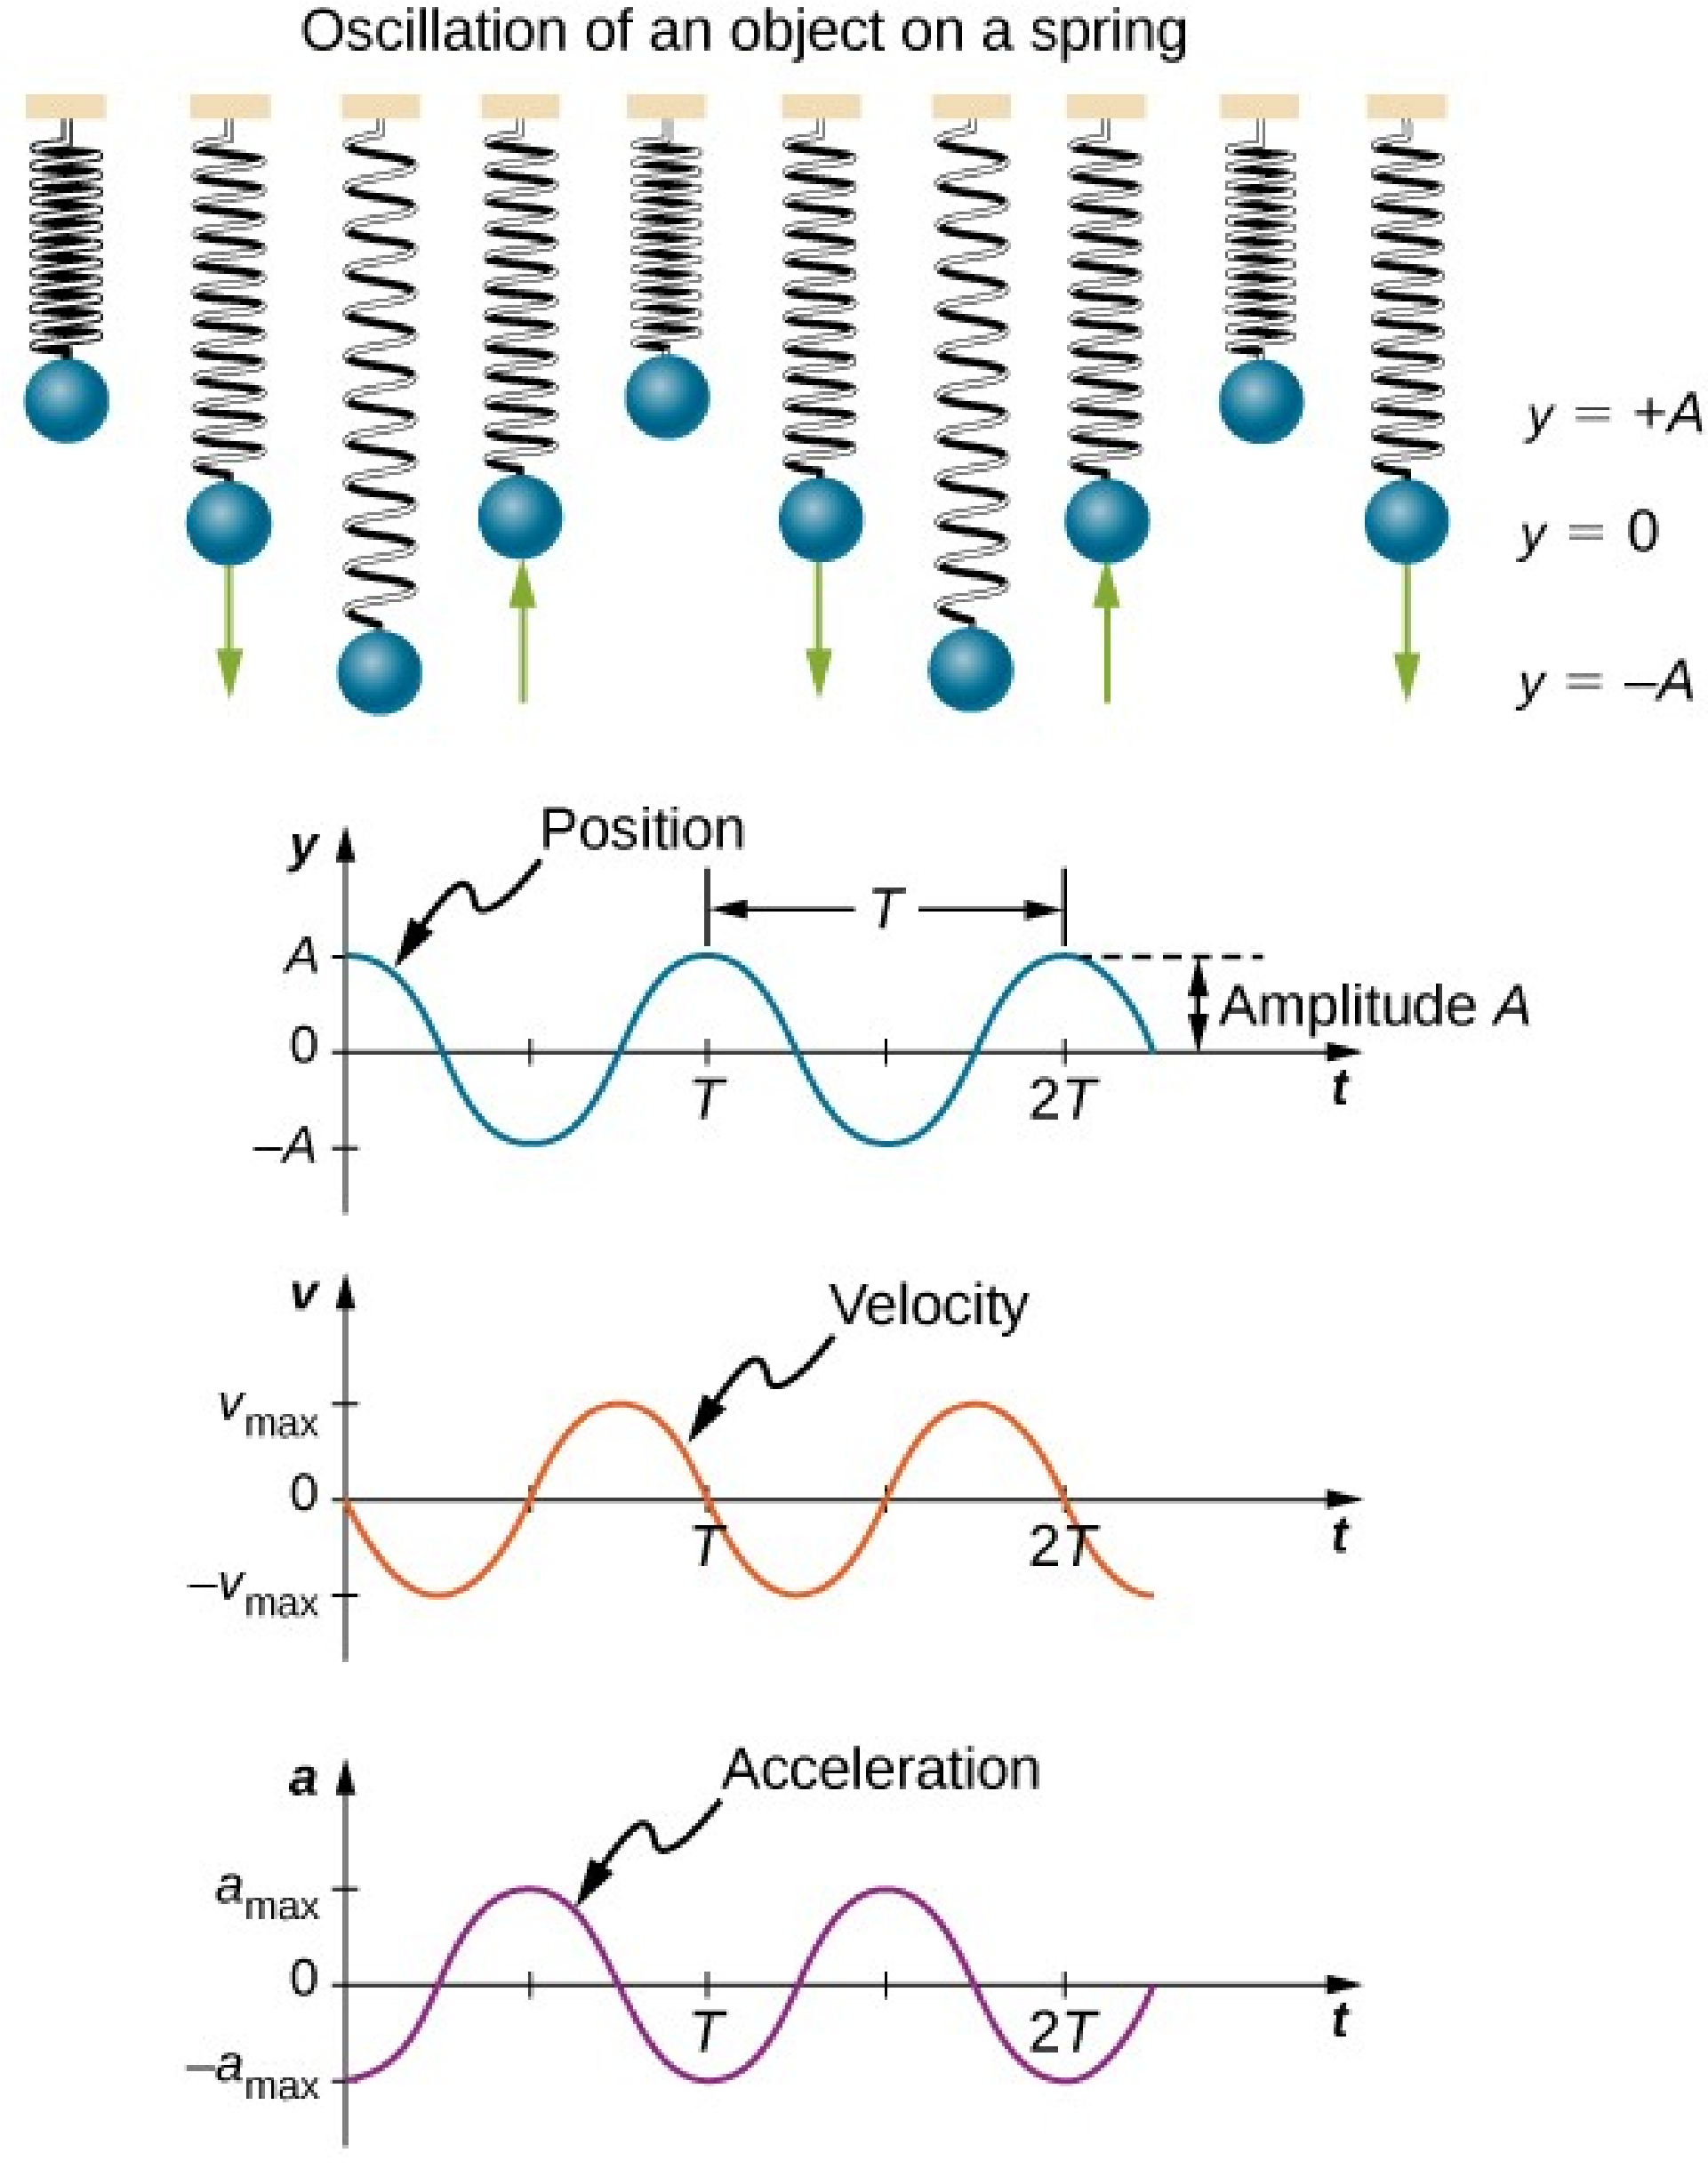 Oscillation of an object on a spring
y = +A
y = 0
y = –A
Position
y
T
A
Amplitude A
0
T
2T
t
–A
v
Velocity
vmax
0
T
2T
t
–vmax
a
Acceleration
amax
0
T
2T
t
–amax